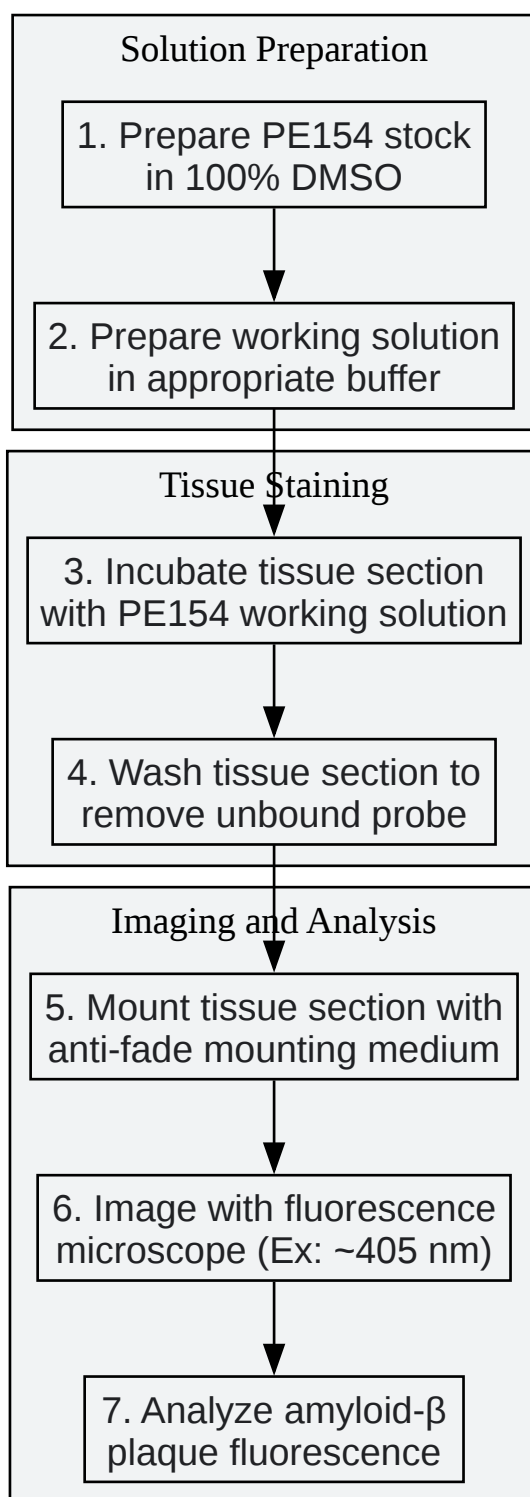 Solution Preparation
1. Prepare PE154 stock
in 100% DMSO
2. Prepare working solution
in appropriate buffer
Tissue Staining
3. Incubate tissue section
with PE154 working solution
4. Wash tissue section to
remove unbound probe
Imaging and Analysis
5. Mount tissue section with
anti-fade mounting medium
6. Image with fluorescence
microscope (Ex: ~405 nm)
7. Analyze amyloid-β
plaque fluorescence